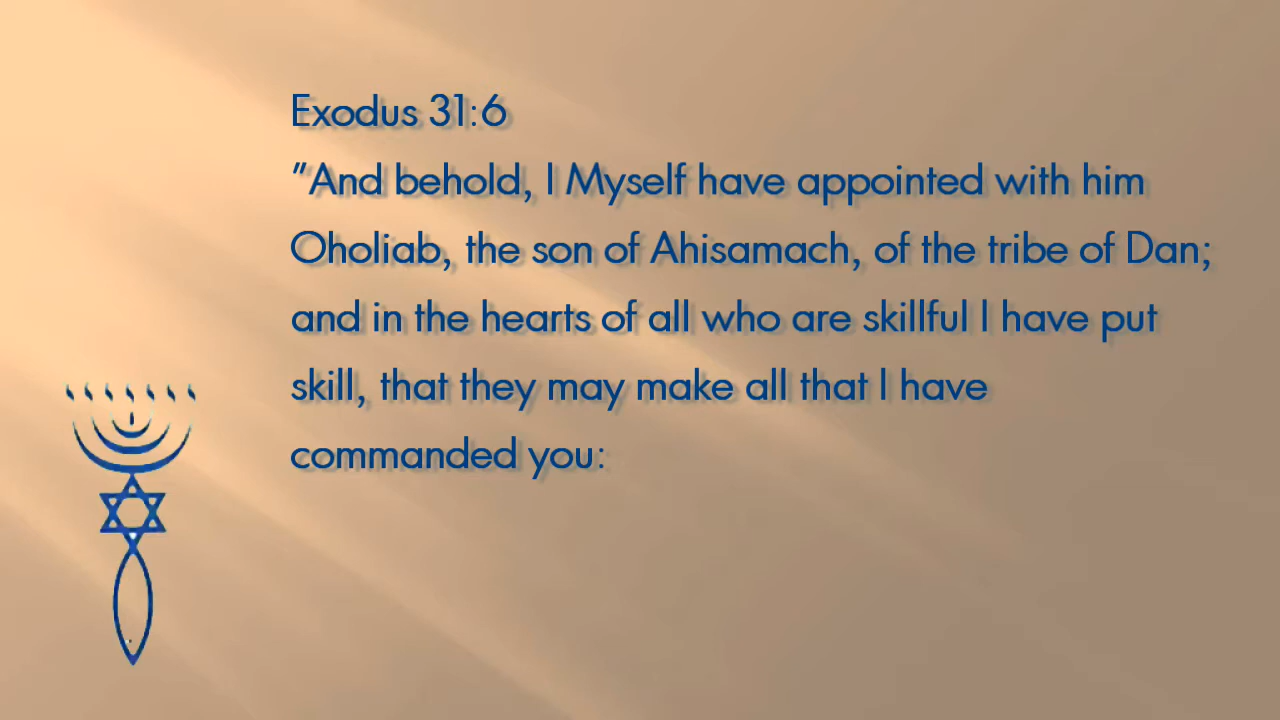 Exodus 31:6
"And behold, I Myself have appointed with him
Oholiab, the son of Ahisamach, of the tribe of Dan;
and in the hearts of all who are skillful I have put
skill, that they may make all that I have
commanded you: